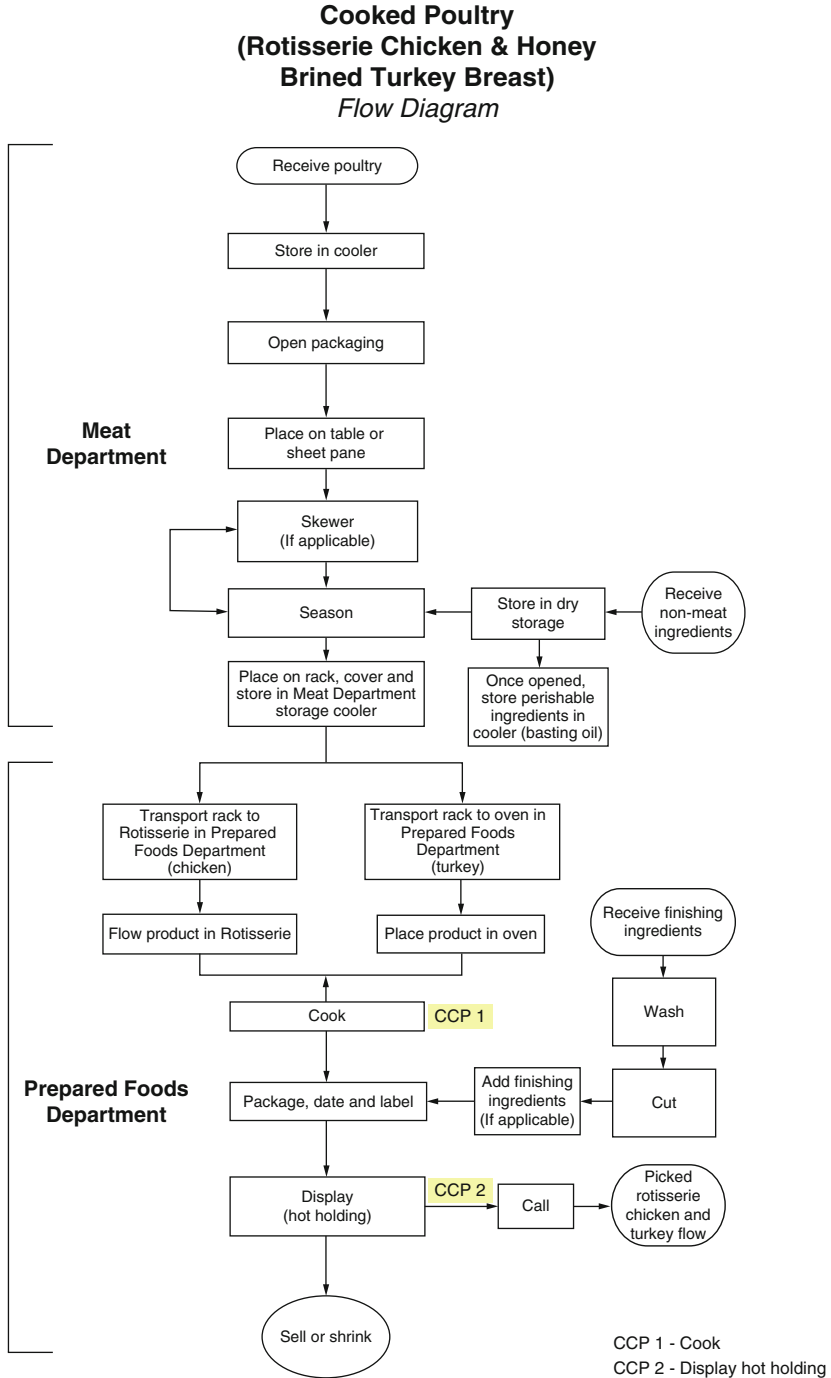 Cooked Poultry
(Rotisserie Chicken & Honey
Brined Turkey Breast)
Flow Diagram
Receive poultry
Store in cooler
Open packaging
Meat
Department
Place on table or
sheet pane
Skewer
(If applicable)
Season
Store in dry
storage
Receive
non-meat
ingredients
Place on rack, cover and
store in Meat Department
storage cooler
Once opened,
store perishable
ingredients in
cooler (basting oil)
Transport rack to
Rotisserie in Prepared
Foods Department
(chicken)
Transport rack to oven in
Prepared Foods
Department
(turkey)
Flow product in Rotisserie
Place product in oven
Receive finishing
ingredients
Cook
CCP 1
Wash
Prepared Foods
Department
Package, date and label
Add finishing
ingredients
(If applicable)
Cut
Display
(hot holding)
CCP 2
Call
Picked
rotisserie
chicken and
turkey flow
Sell or shrink
CCP 1 - Cook
CCP 2 - Display hot holding